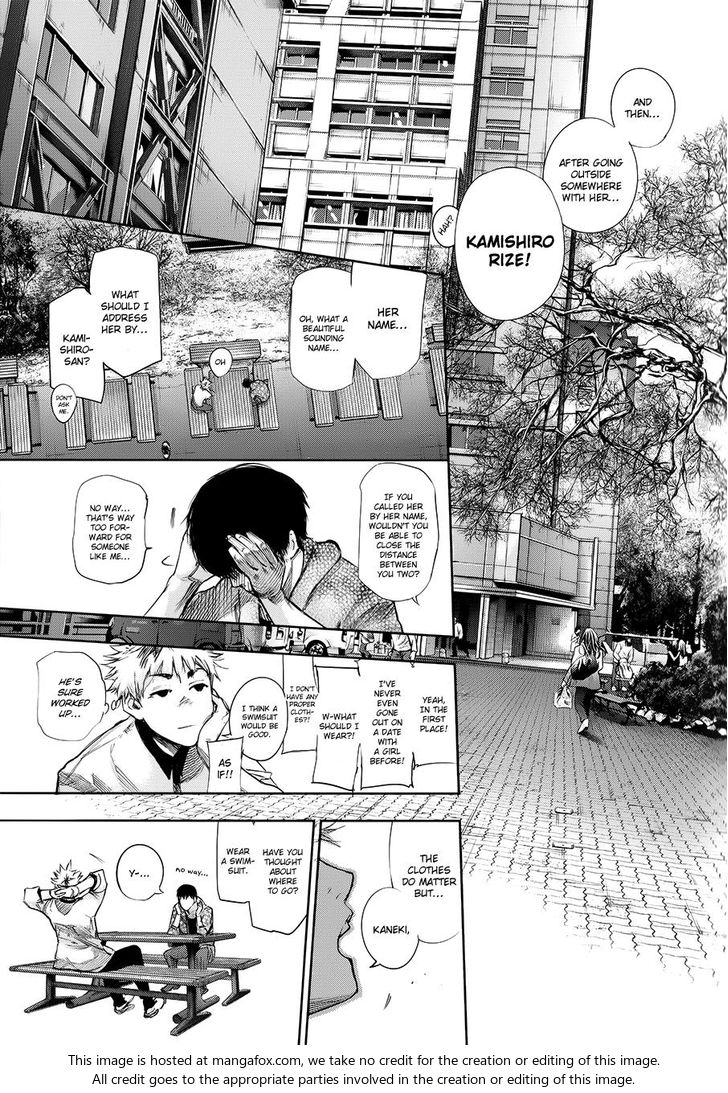 AND
THEN...
AFTER GOING
OUTSIDE
SOMEWHERE
WITH HER...
KAMISHIRO
RIZE!
HAH?
HER
NAME...
OH, WHAT A
BEAUTIFUL
SOUNDING
NAME...
OH
WHAT
SHOULD I
ADDRESS
HER BY...
KAMI-
SHIRO-
SAN?
DON'T
ASK
ME.
IF YOU
CALLED HER
BY HER NAME,
WOULDN'T YOU
BE ABLE TO
CLOSE THE
DISTANCE
BETWEEN
YOU TWO?
NO WAY...
THAT'S WAY
TOO FOR-
WARD FOR
SOMEONE
LIKE ME...
YEAH,
IN THE
FIRST
PLACE!
I'VE
NEVER
EVEN
GONE
OUT ON
A DATE
WITH
A GIRL
BEFORE!
W-WHAT
SHOULD I
WEAR?!
I DON'T
HAVE ANY
PROPER
CLOTH-
ES?!
I THINK A
SWIMSUIT
WOULD BE
GOOD.
AS
IF!!
HE'S
SURE
WORKED
UP...
THE
CLOTHES
DO MATTER
BUT...
KANEKI,
HAVE YOU
THOUGHT
ABOUT
WHERE TO
GO?
WEAR
A SWIM-
SUIT.
no way...
Y-...
This image is hosted at mangafox.com, we take no credit for the creation or editing of this image.
All credit goes to the appropriate parties involved in the creation or editing of this image.